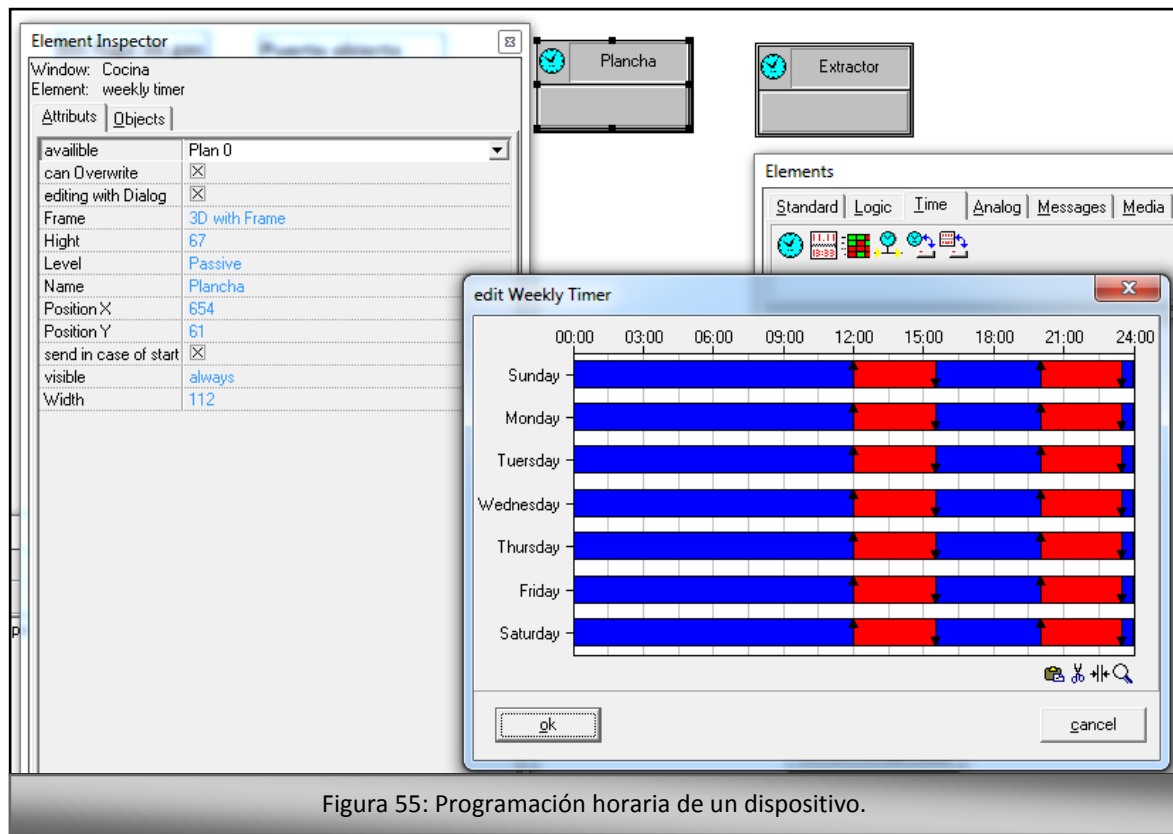 Element Inspector
Window: Cocina
Element: weekly timer
Attributs Objects
availible Plan 0
can Overwrite
editing with Dialog
Frame 3D with Frame
Hight 67
Level Passive
Name Plancha
Position X 654
Position Y 61
send in case of start
visible always
Width 112
Puerta abierta
Plancha
Extractor
Elements
Standard Logic Time Analog Messages Media
11.11
edit Weekly Timer
00:00 03:00 06:00 09:00 12:00 15:00 18:00 21:00 24:00
Sunday
Monday
Tuersday
Wednesday
Thursday
Friday
Saturday
ok cancel
Figura 55: Programación horaria de un dispositivo.